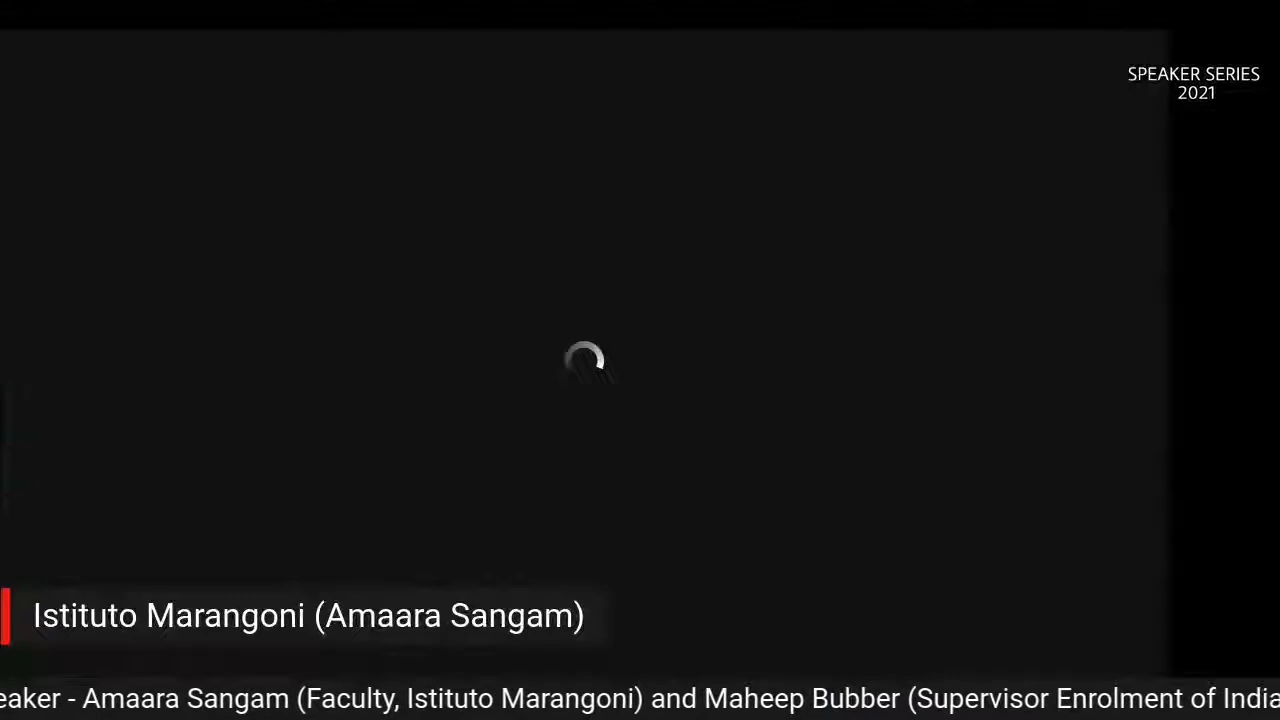 SPEAKER SERIES
2021
Istituto Marangoni (Amaara Sangam)
eaker - Amaara Sangam (Faculty, Istituto Marangoni) and Maheep Bubber (Supervisor Enrolment of India